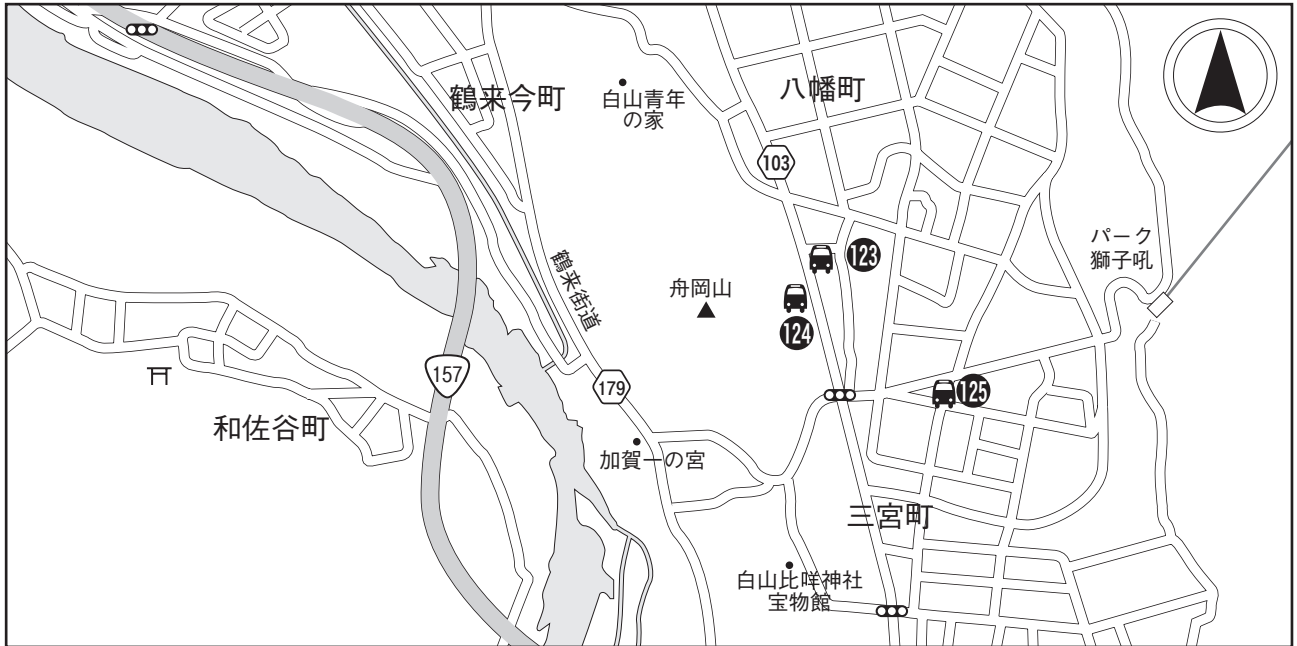 鶴来今町
白山青年
の家
八幡町
103
パーク
獅子吼
123
鶴来街道
舟岡山
124
157
179
125
和佐谷町
加賀一の宮
三宮町
白山比咩神社
宝物館